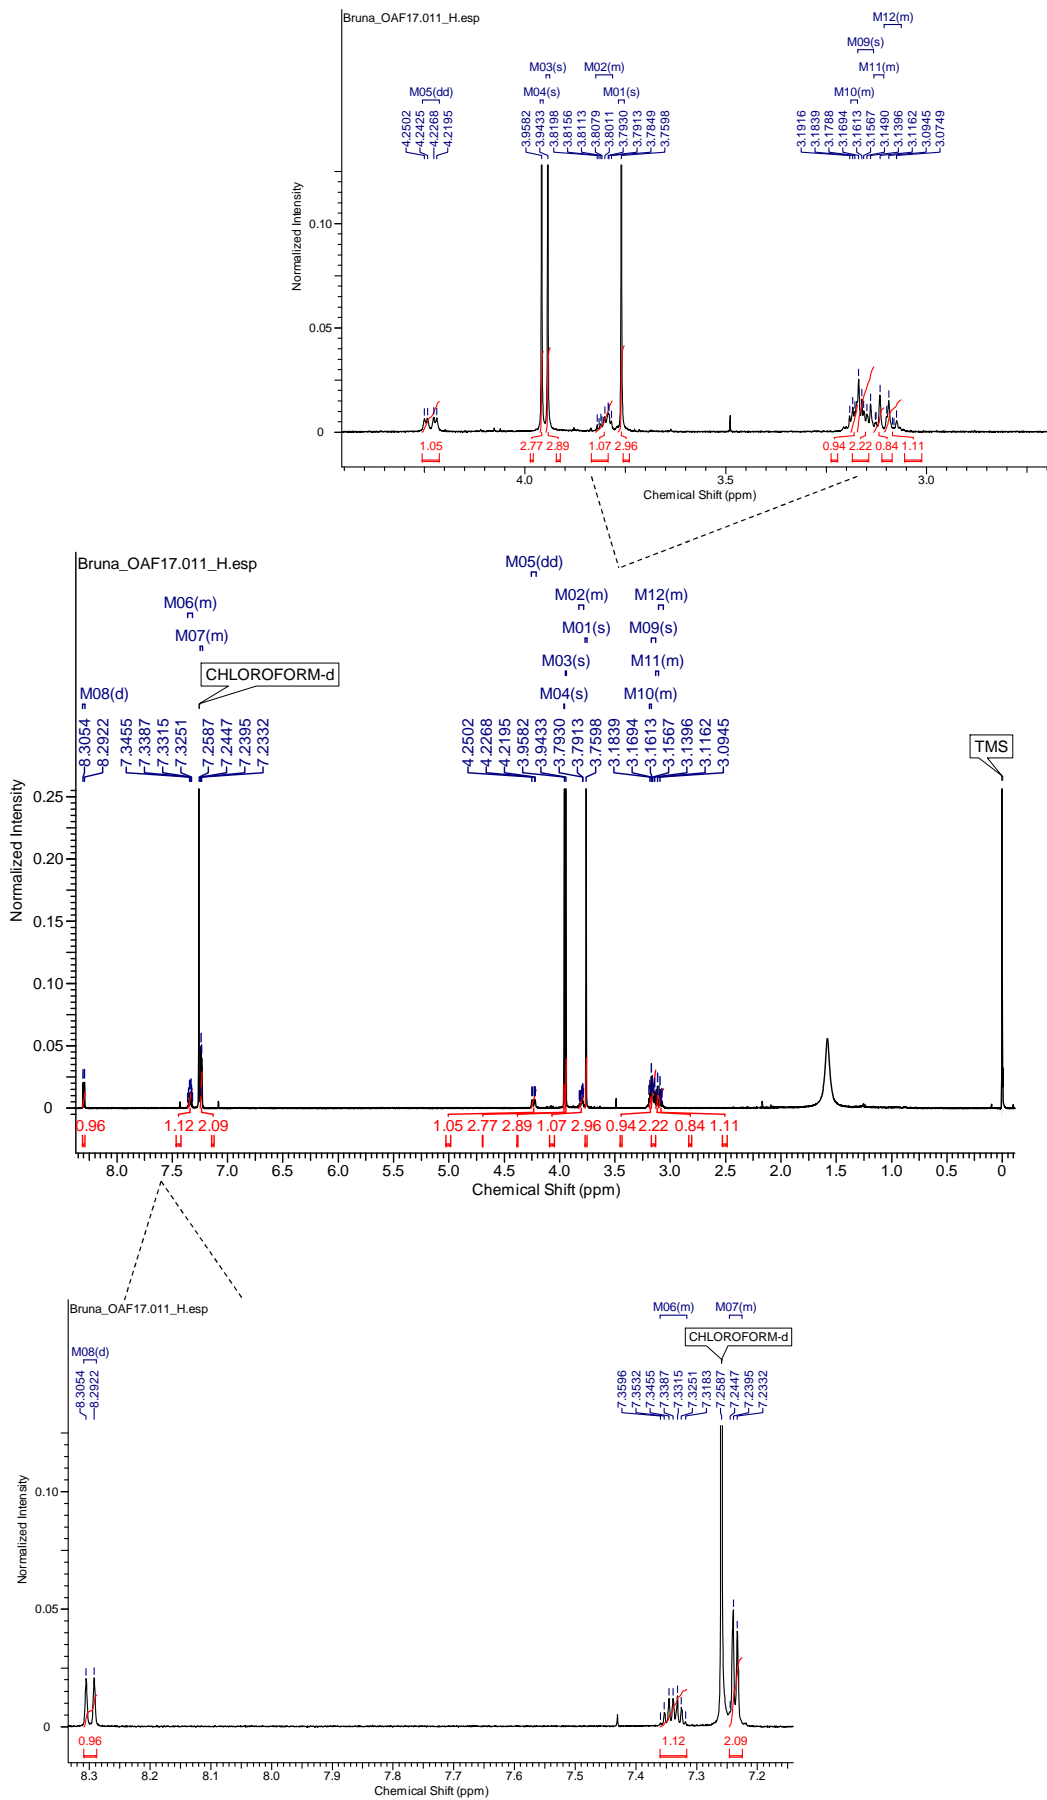 Bruna_OAF17.011_H.esp
M12(m)
M09(s)
M03(s) M02(m) M11(m)
M05(dd) M04(s) M01(s) M10(m)
4.2502 4.2425 4.2268 4.2195 3.9582 3.9433 3.8198 3.8156 3.8113 3.8079 3.8011 3.7930 3.7913 3.7849 3.7598 3.1916 3.1839 3.1788 3.1694 3.1613 3.1567 3.1490 3.1396 3.1162 3.0945 3.0749
Normalized Intensity
0.10
0.05
0
1.05 2.77 2.89 1.07 2.96 0.94 2.22 0.84 1.11
4.0 3.5 3.0
Chemical Shift (ppm)
Bruna_OAF17.011_H.esp
M05(dd)
M06(m) M02(m) M12(m)
M07(m) M01(s) M09(s)
CHLOROFORM-d M03(s) M11(m)
M08(d) M04(s) M10(m)
8.3054 8.2922 7.3455 7.3387 7.3315 7.3251 7.2587 7.2447 7.2395 7.2332 4.2502 4.2268 4.2195 3.9582 3.9433 3.7930 3.7913 3.7598 3.1839 3.1694 3.1613 3.1567 3.1396 3.1162 3.0945
TMS
Normalized Intensity
0.25
0.20
0.15
0.10
0.05
0
0.96 1.12 2.09 1.05 2.77 2.89 1.07 2.96 0.94 2.22 0.84 1.11
8.0 7.5 7.0 6.5 6.0 5.5 5.0 4.5 4.0 3.5 3.0 2.5 2.0 1.5 1.0 0.5 0
Chemical Shift (ppm)
Bruna_OAF17.011_H.esp
M06(m) M07(m)
CHLOROFORM-d
M08(d)
8.3054 8.2922 7.3596 7.3532 7.3455 7.3387 7.3315 7.3251 7.3183 7.2587 7.2447 7.2395 7.2332
Normalized Intensity
0.10
0.05
0
0.96 1.12 2.09
8.3 8.2 8.1 8.0 7.9 7.8 7.7 7.6 7.5 7.4 7.3 7.2
Chemical Shift (ppm)